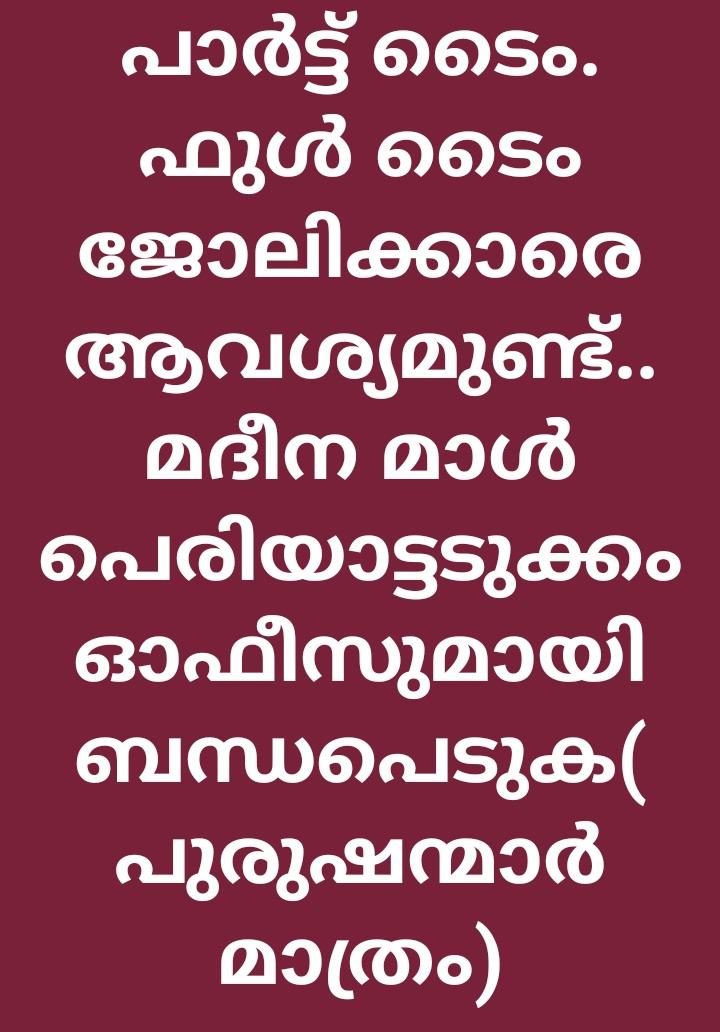 പാർട്ട് ടൈം.
ഫുൾ ടൈം
ജോലിക്കാരെ
ആവശ്യമുണ്ട്..
മദീന മാൾ
പെരിയാട്ടടുക്കം
ഓഫീസുമായി
ബന്ധപെടുക(
പുരുഷന്മാർ
മാത്രം)